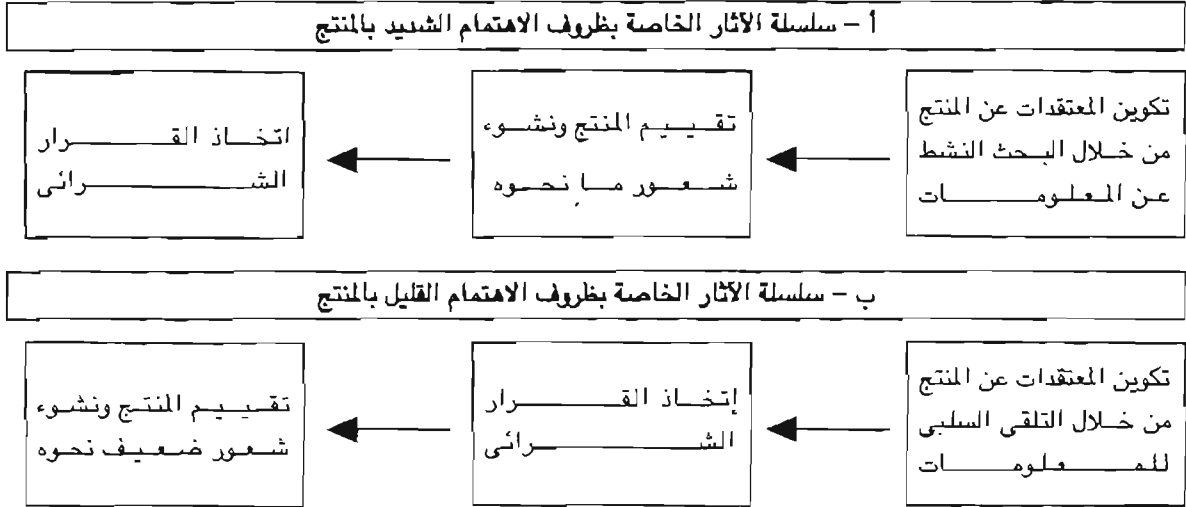 أ – سلسلة الآثار الخاصة بظروف الاهتمام الشديد بالمنتج
تكوين المعتقدات عن المنتج
من خلال البحث النشط
عن المعلومات
تقييم المنتج ونشوء
شعور ما نحوه
اتخاذ القرار
الشرائى
ب – سلسلة الآثار الخاصة بظروف الاهتمام القليل بالمنتج
تكوين المعتقدات عن المنتج
من خلال التلقى السلبى
للمعلومات
إتخاذ القرار
الشرائى
تقييم المنتج ونشوء
شعور ضعيف نحوه